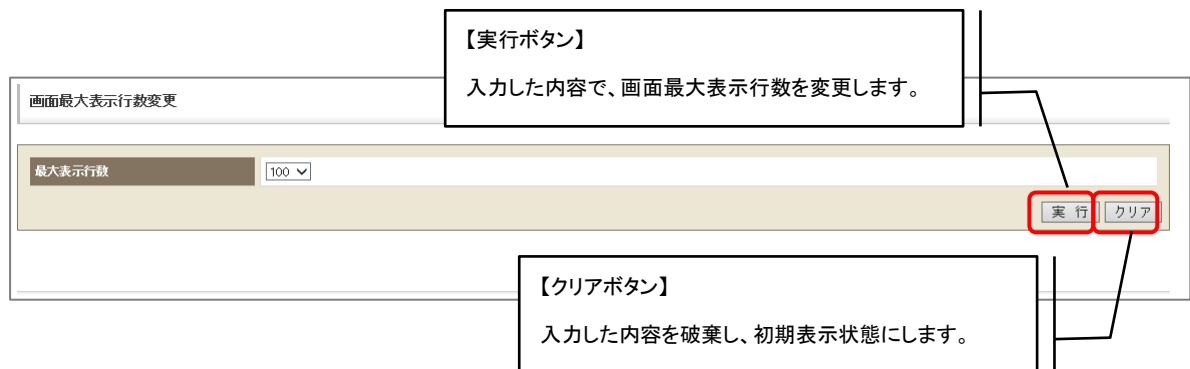 【実行ボタン】
入力した内容で、画面最大表示行数を変更します。
画面最大表示行数変更
最大表示行数
100
実 行
クリア
【クリアボタン】
入力した内容を破棄し、初期表示状態にします。